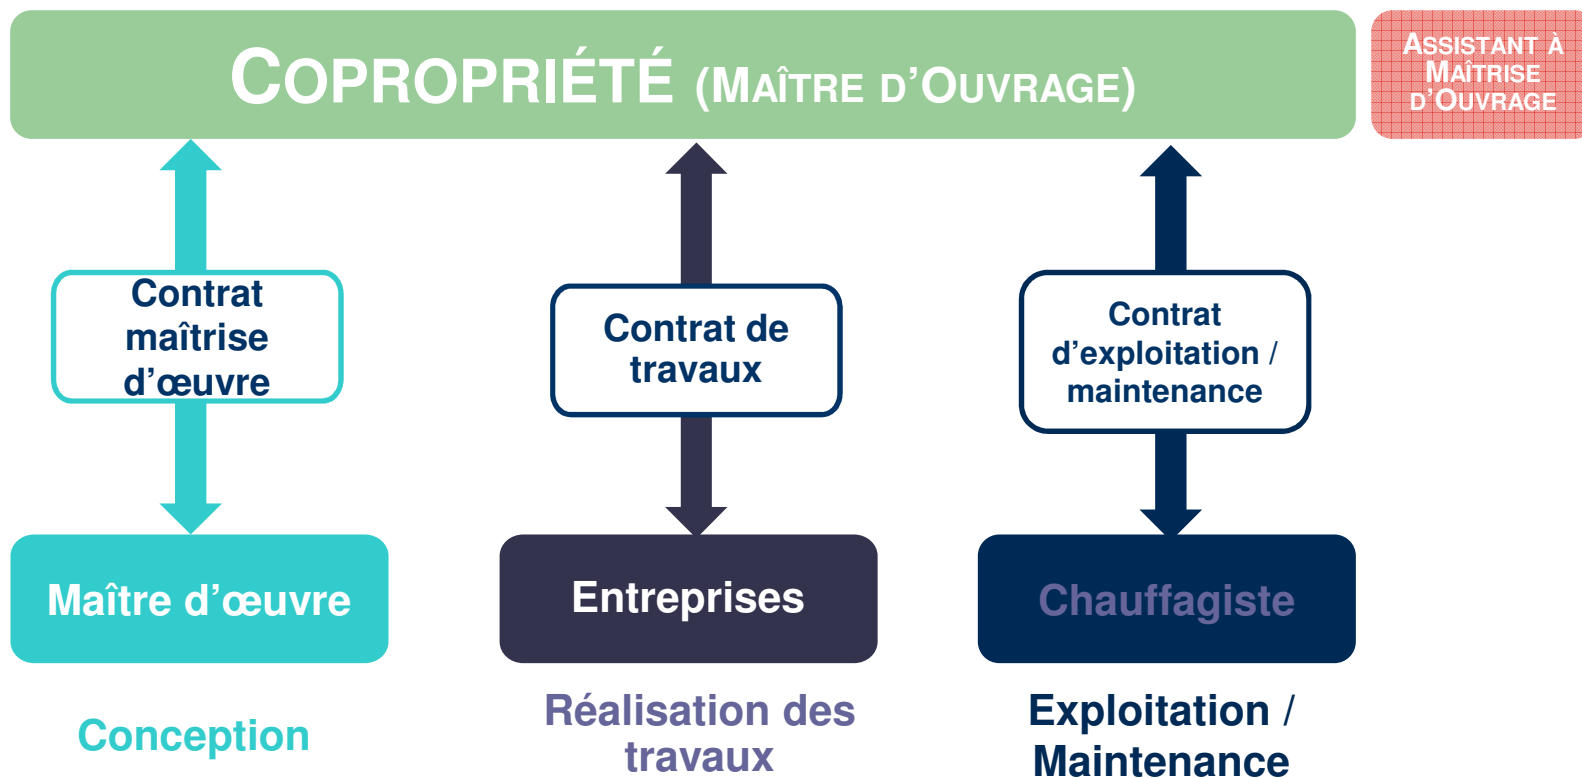 COPROPRIÉTÉ (MAÎTRE D’OUVRAGE)
ASSISTANT À
MAÎTRISE
D’OUVRAGE
Contrat
maîtrise
d’œuvre
Contrat de
travaux
Contrat
d’exploitation /
maintenance
Maître d’œuvre
Entreprises
Chauffagiste
Conception
Réalisation des
travaux
Exploitation /
Maintenance